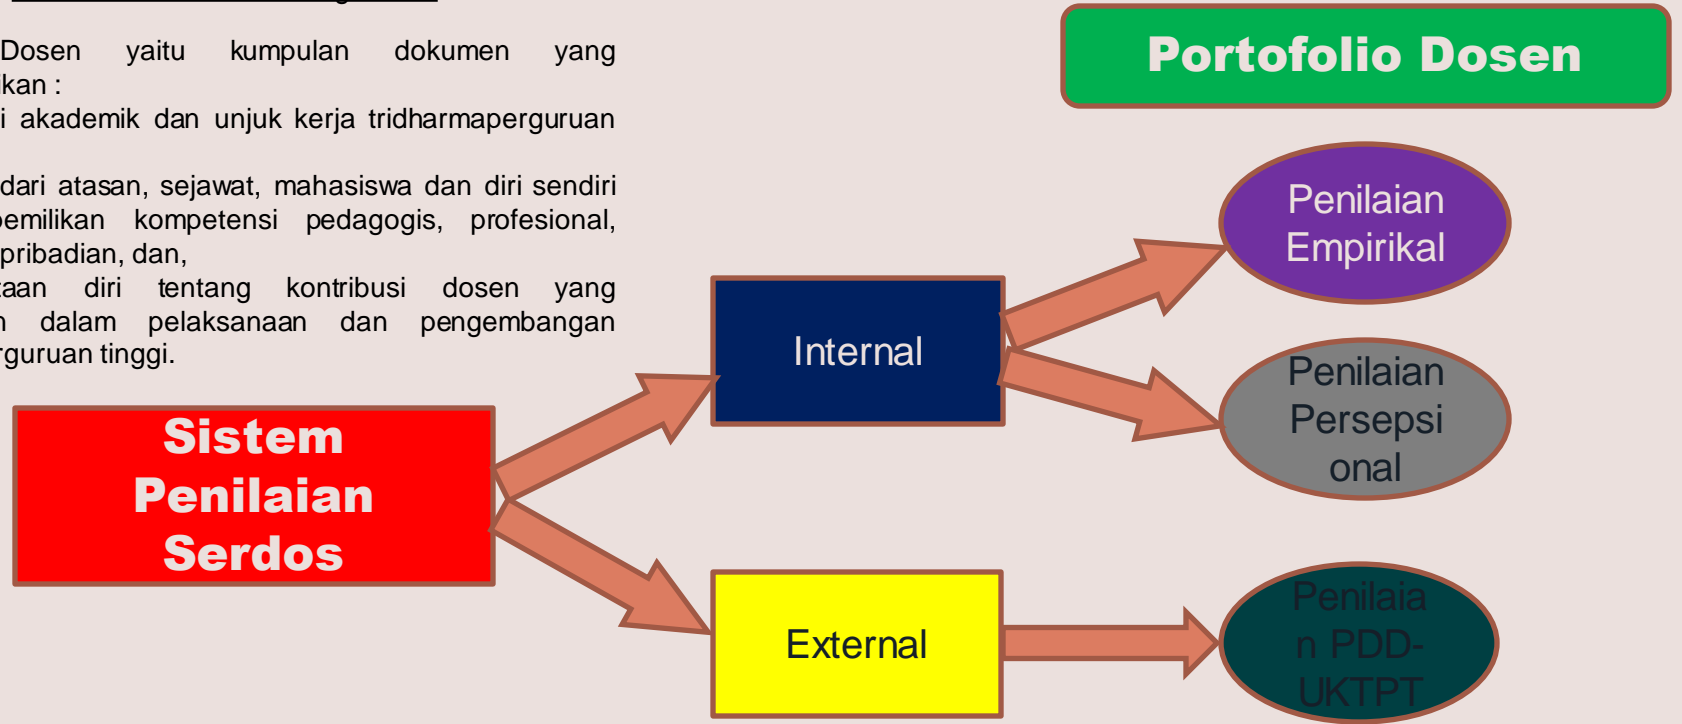 Dosen yaitu kumpulan dokumen yang
ikan :
i akademik dan unjuk kerja tridharmaperguruan
dari atasan, sejawat, mahasiswa dan diri sendiri
pemilikan kompetensi pedagogis, profesional,
pribadian, dan,
taan diri tentang kontribusi dosen yang
dalam pelaksanaan dan pengembangan
rguruan tinggi.
Portofolio Dosen
Sistem
Penilaian
Serdos
Internal
External
Penilaian
Empirikal
Penilaian
Persepsi
onal
Penilaia
n PDD-
UKTPT